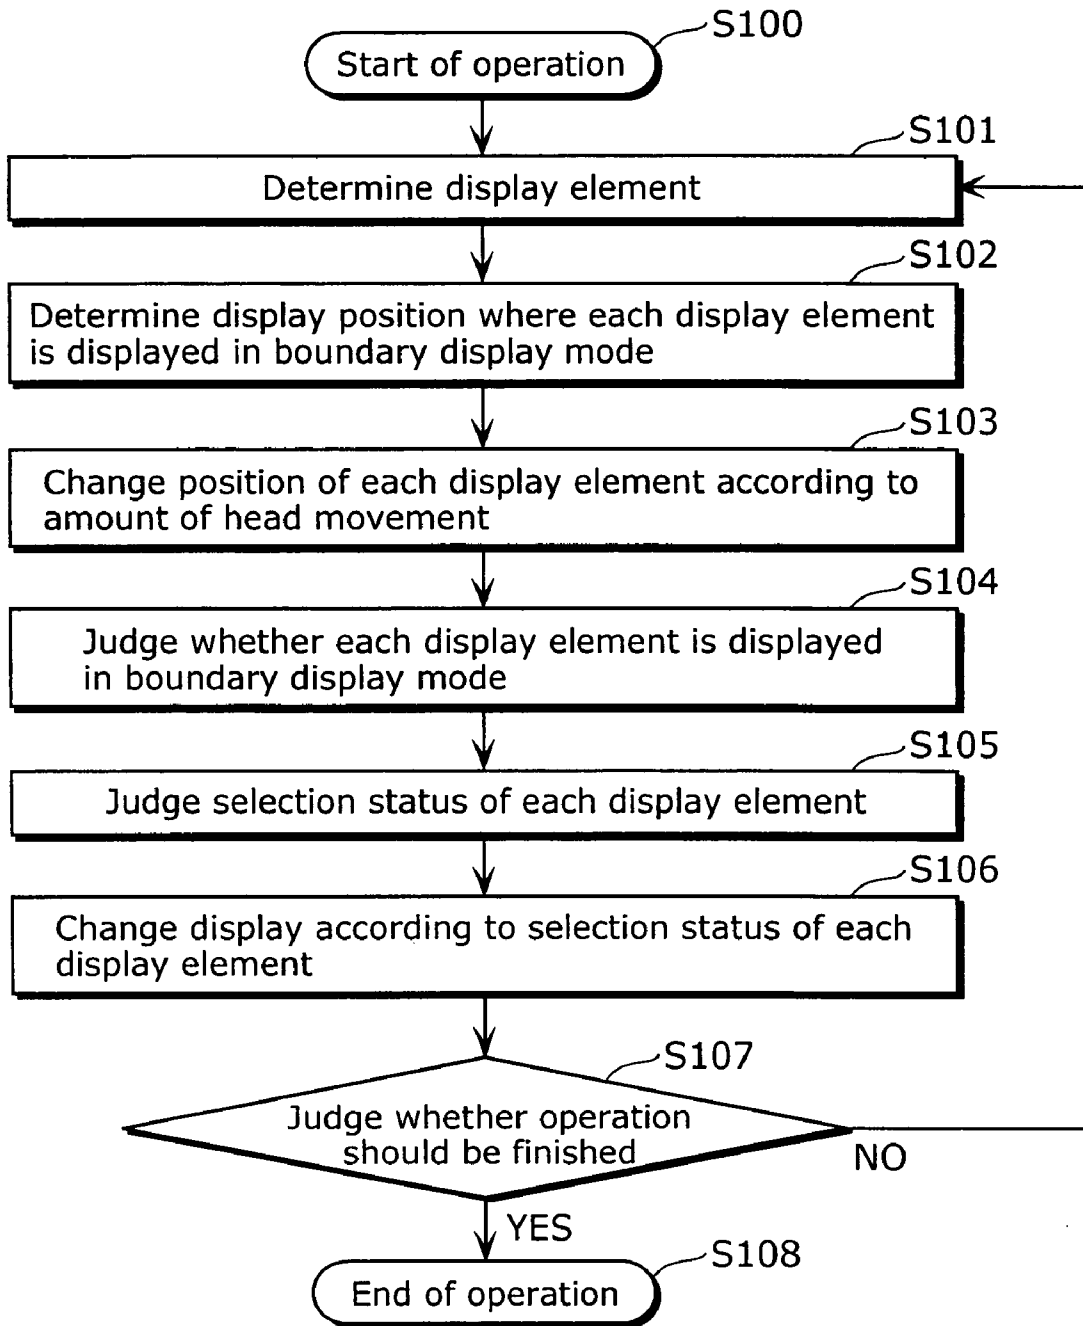 S100
Start of operation
S101
Determine display element
S102
Determine display position where each display element
is displayed in boundary display mode
S103
Change position of each display element according to
amount of head movement
S104
Judge whether each display element is displayed
in boundary display mode
S105
Judge selection status of each display element
S106
Change display according to selection status of each
display element
S107
Judge whether operation
should be finished
NO
YES
S108
End of operation